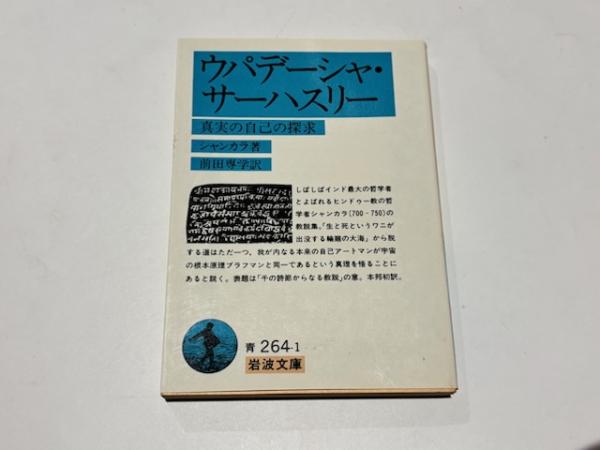 ウパデーシャ・
サーハスリー
真実の自己の探求
シャンカラ著
前田専学訳
しばしばインド最大の哲学者
とよばれるヒンドゥー教の哲
学者シャンカラ(700-750)の
教説集。「生と死というワニが
出没する輪廻の大海」から脱
する道はただ一つ、我が内なる本来の自己アートマンが宇宙
の根本原理ブラフマンと同一であるという真理を悟ることに
あると説く。表題は「千の詩節からなる教説」の意。本邦初訳。
青 264-1
岩波文庫